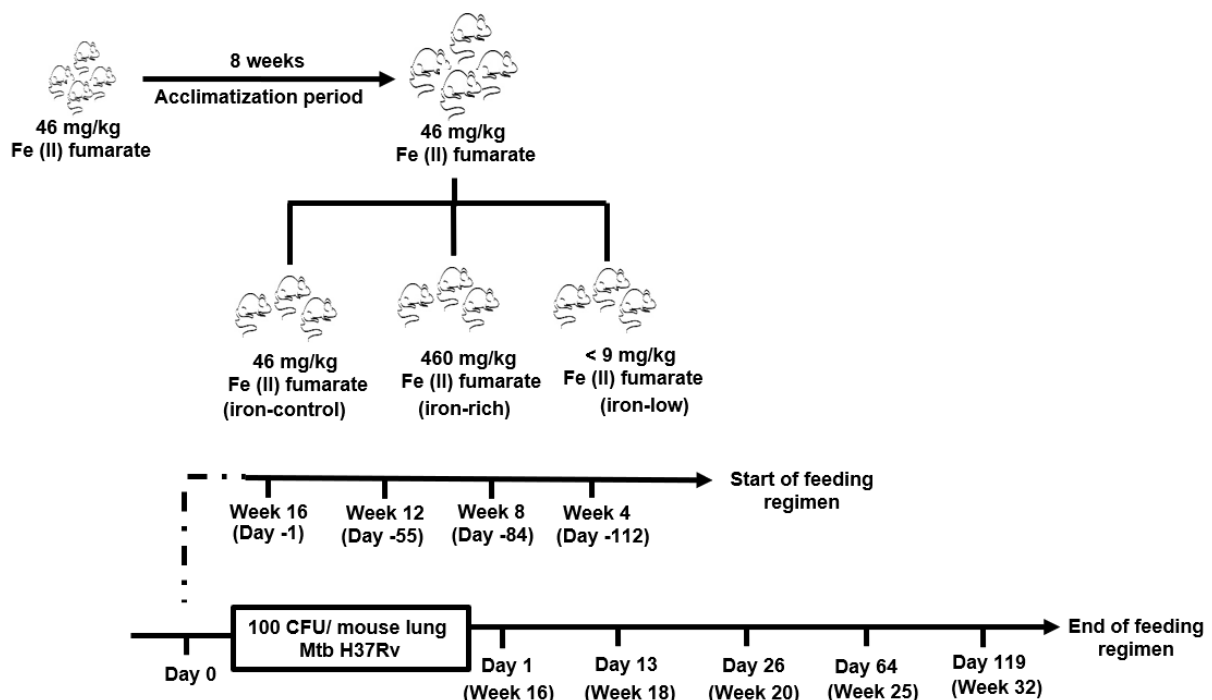 8 weeks
Acclimatization period
46 mg/kg
Fe (II) fumarate
46 mg/kg
Fe (II) fumarate
46 mg/kg
Fe (II) fumarate
(iron-control)
460 mg/kg
Fe (II) fumarate
(iron-rich)
< 9 mg/kg
Fe (II) fumarate
(iron-low)
Start of feeding
regimen
Week 16
(Day -1)
Week 12
(Day -55)
Week 8
(Day -84)
Week 4
(Day -112)
100 CFU/ mouse lung
Mtb H37Rv
End of feeding
regimen
Day 0
Day 1
(Week 16)
Day 13
(Week 18)
Day 26
(Week 20)
Day 64
(Week 25)
Day 119
(Week 32)